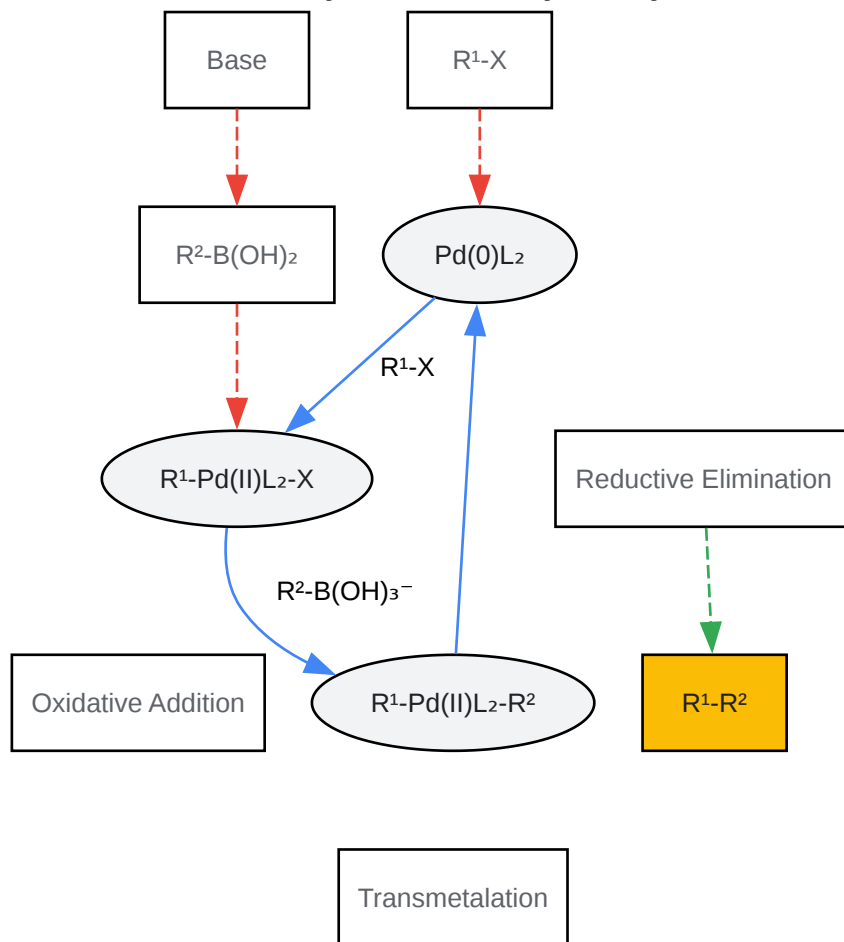 Base
R¹-X
R²-B(OH)₂
Pd(0)L₂
R¹-X
R¹-Pd(II)L₂-X
Reductive Elimination
R²-B(OH)₃⁻
Oxidative Addition
R¹-Pd(II)L₂-R²
R¹-R²
Transmetalation